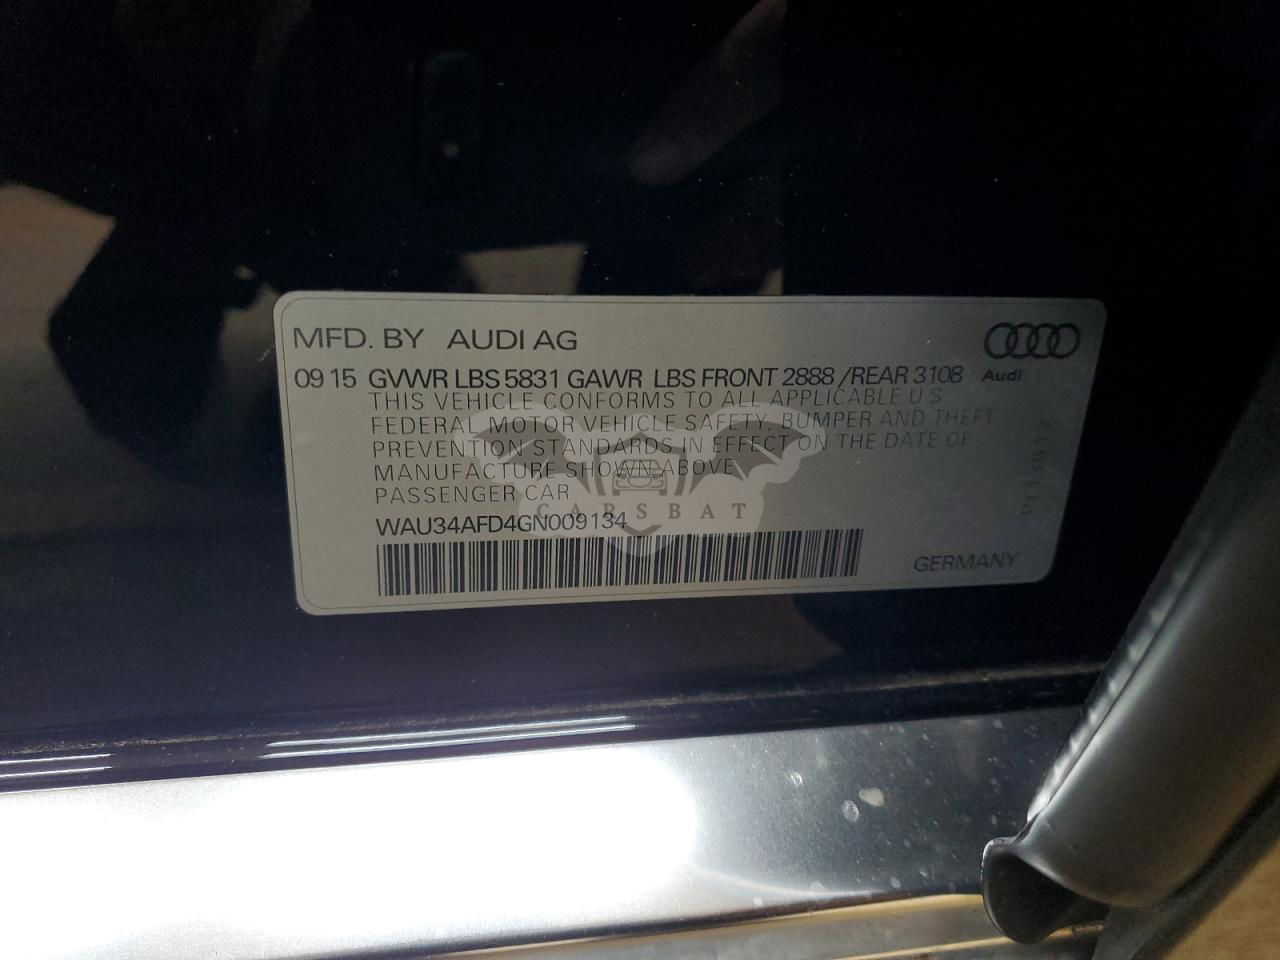 MFD. BY AUDI AG
09 15 GVWR LBS 5831 GAWR LBS FRONT 2888 / REAR 3108
Audi
THIS VEHICLE CONFORMS TO ALL APPLICABLE U S
FEDERAL MOTOR VEHICLE SAFETY, BUMPER AND THEFT
PREVENTION STANDARDS IN EFFECT ON THE DATE OF
MANUFACTURE SHOWN ABOVE
PASSENGER CAR
CARSBAT
WAU34AFD4GN009134
GERMANY